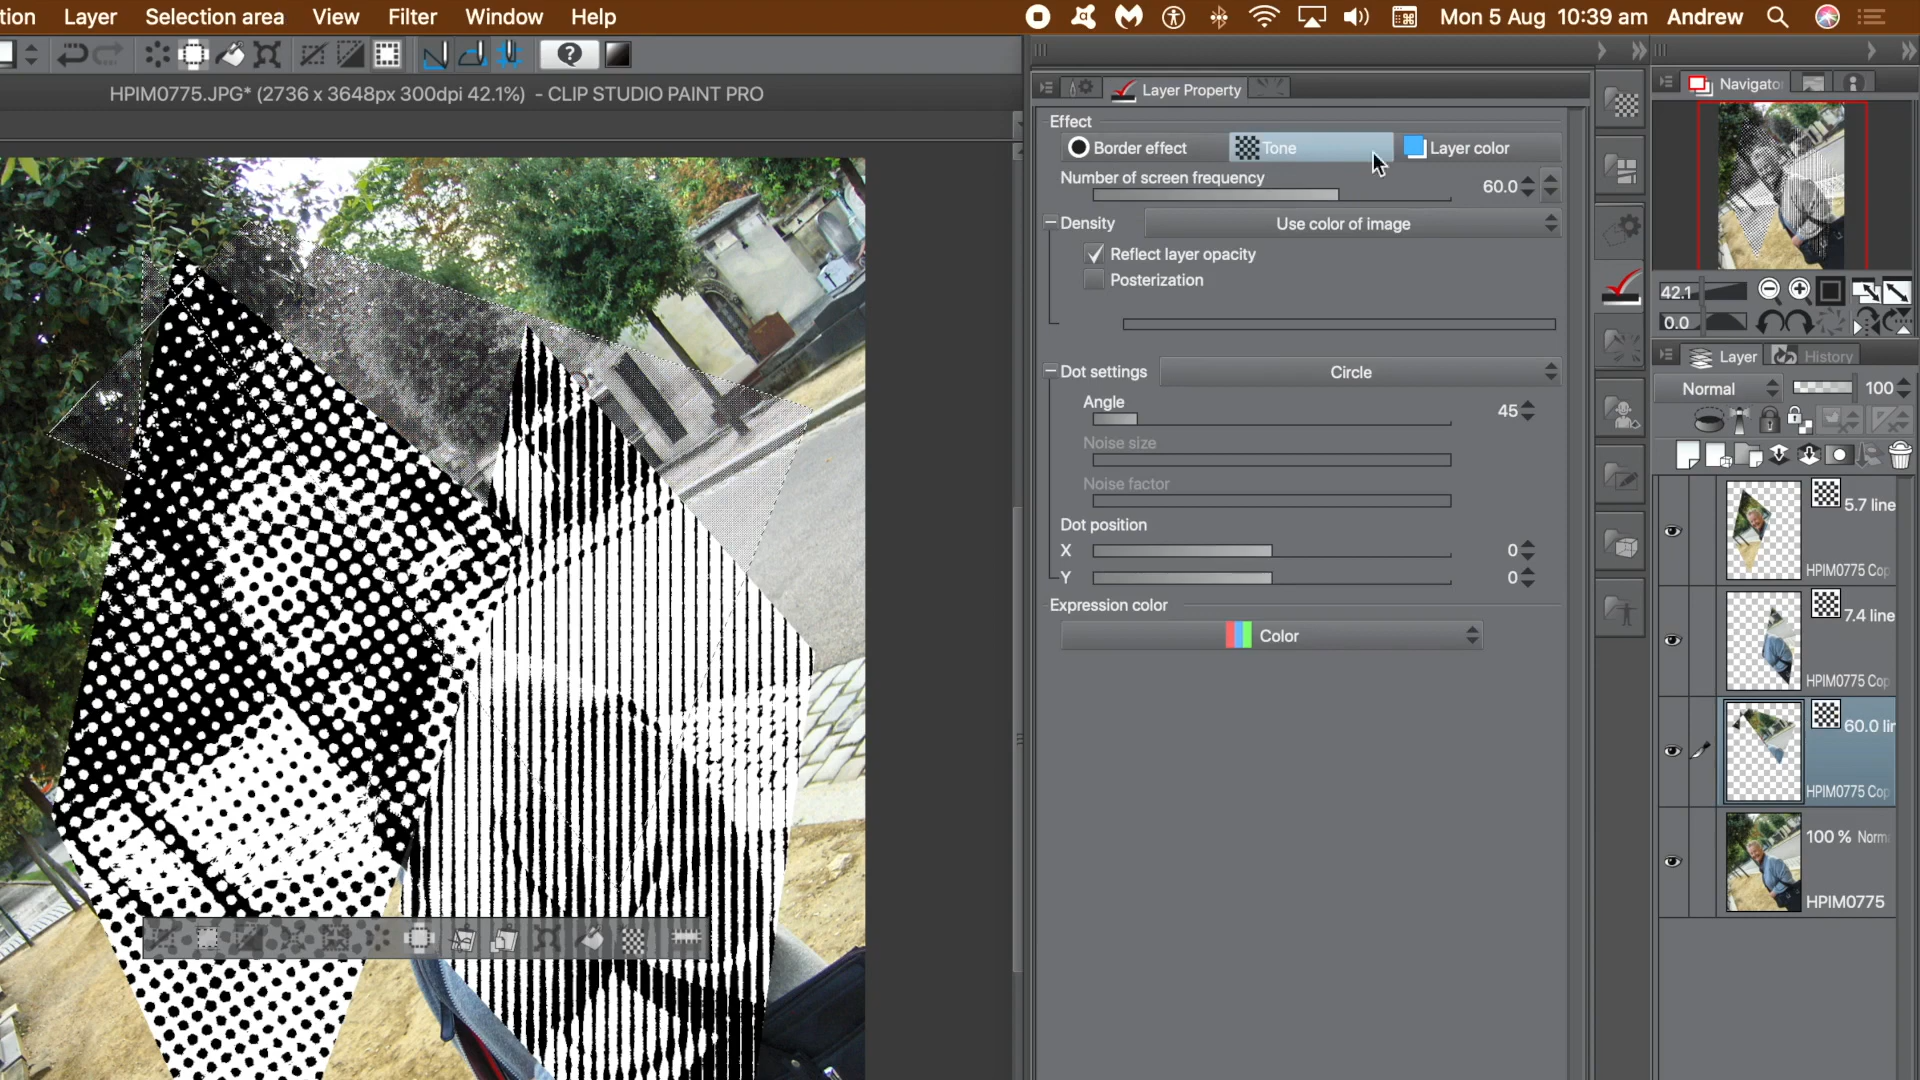 tion Layer Selection area View Filter Window Help Mon 5 Aug 10:39 am Andrew
HPIM0775.JPG* (2736 x 3648px 300dpi 42.1%) - CLIP STUDIO PAINT PRO
Layer Property
Navigator
Effect
Border effect Tone Layer color
Number of screen frequency
60.0
Density Use color of image
Reflect layer opacity
Posterization
42.1
0.0
Dot settings Circle
Angle
45
Noise size
Noise factor
Dot position
X 0
Y 0
Expression color
Color
Layer History
Normal 100
5.7 line
HPIM0775 Cop
7.4 line
HPIM0775 Cop
60.0 lin
HPIM0775 Cop
100 % Norm
HPIM0775